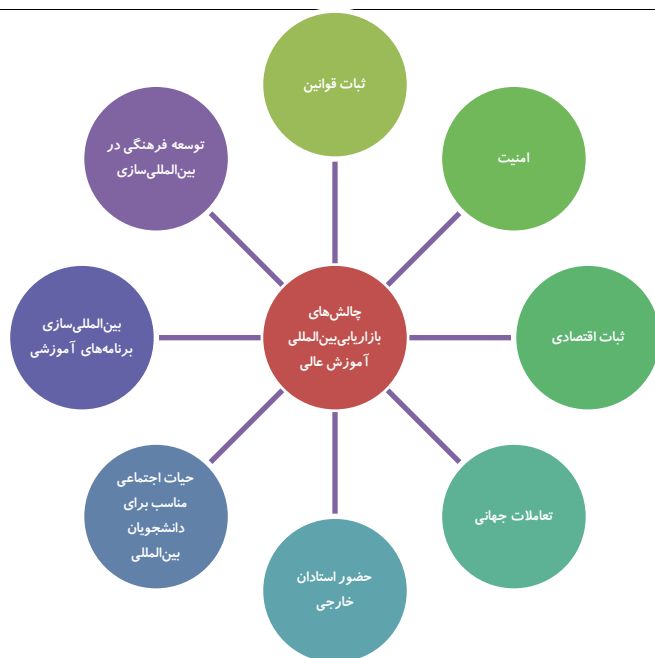 ثبات قوانین
امنیت
ثبات اقتصادی
تعاملات جهانی
حضور استادان
خارجی
حیات اجتماعی
مناسب برای
دانشجویان
بین‌المللی
بین‌المللی‌سازی
برنامه‌های آموزشی
توسعه فرهنگی در
بین‌المللی‌سازی
چالش‌های
بازاریابی‌بین‌المللی
آموزش عالی